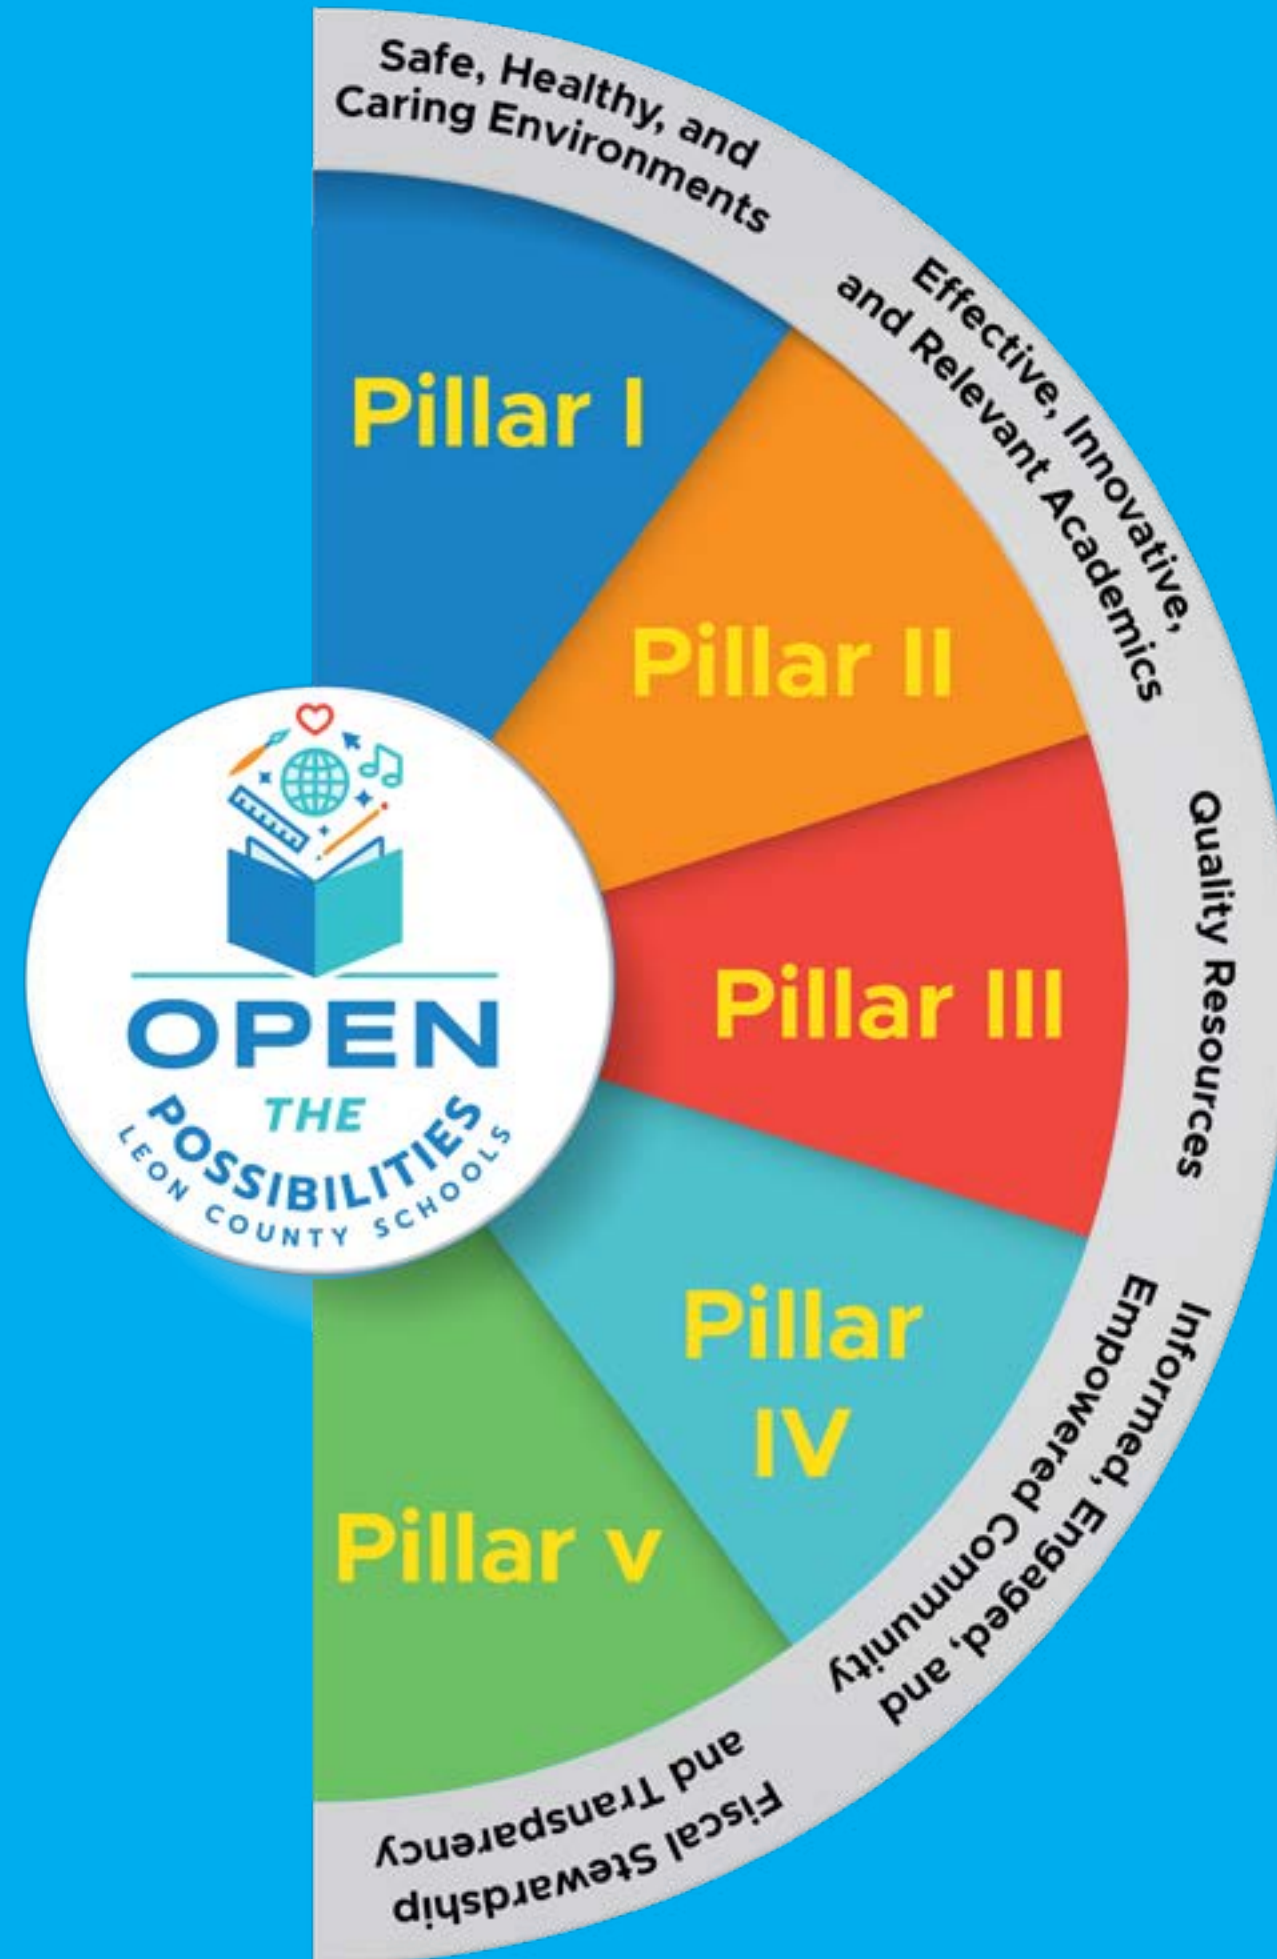 Safe, Healthy, and
Caring Environments
Pillar I
Effective, Innovative,
and Relevant Academics
Pillar II
Quality Resources
Pillar III
Informed, Engaged, and
Empowered Community
Pillar
IV
Fiscal Stewardship
and Transparency
Pillar v
OPEN
THE
POSSIBILITIES
LEON COUNTY SCHOOLS